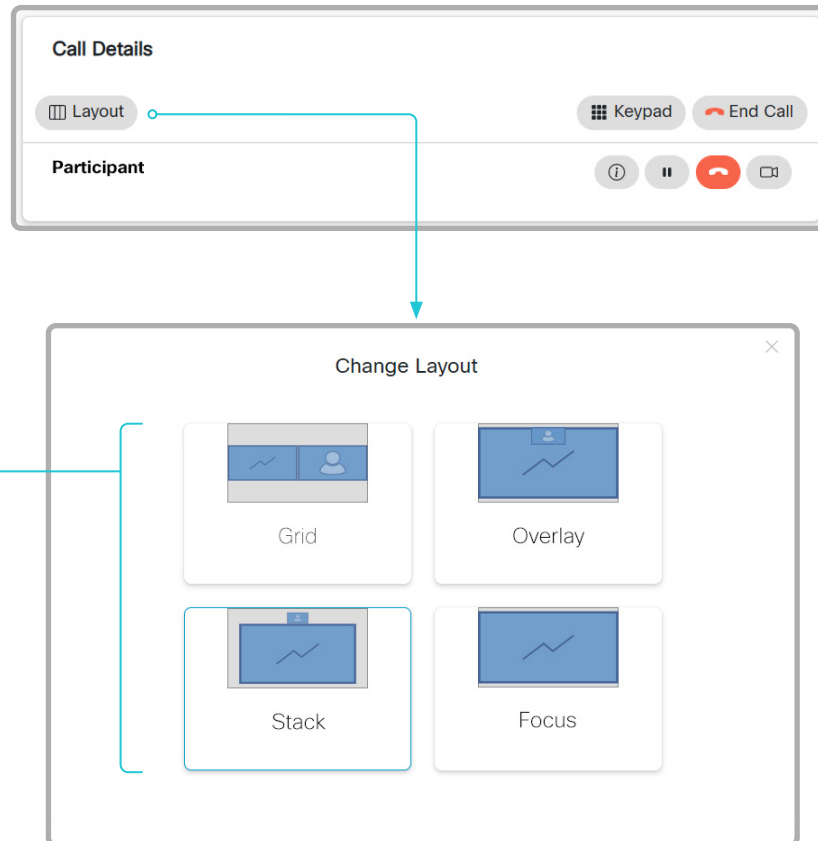 Call Details
Layout
Keypad
End Call
Participant
Change Layout
Grid
Overlay
Stack
Focus